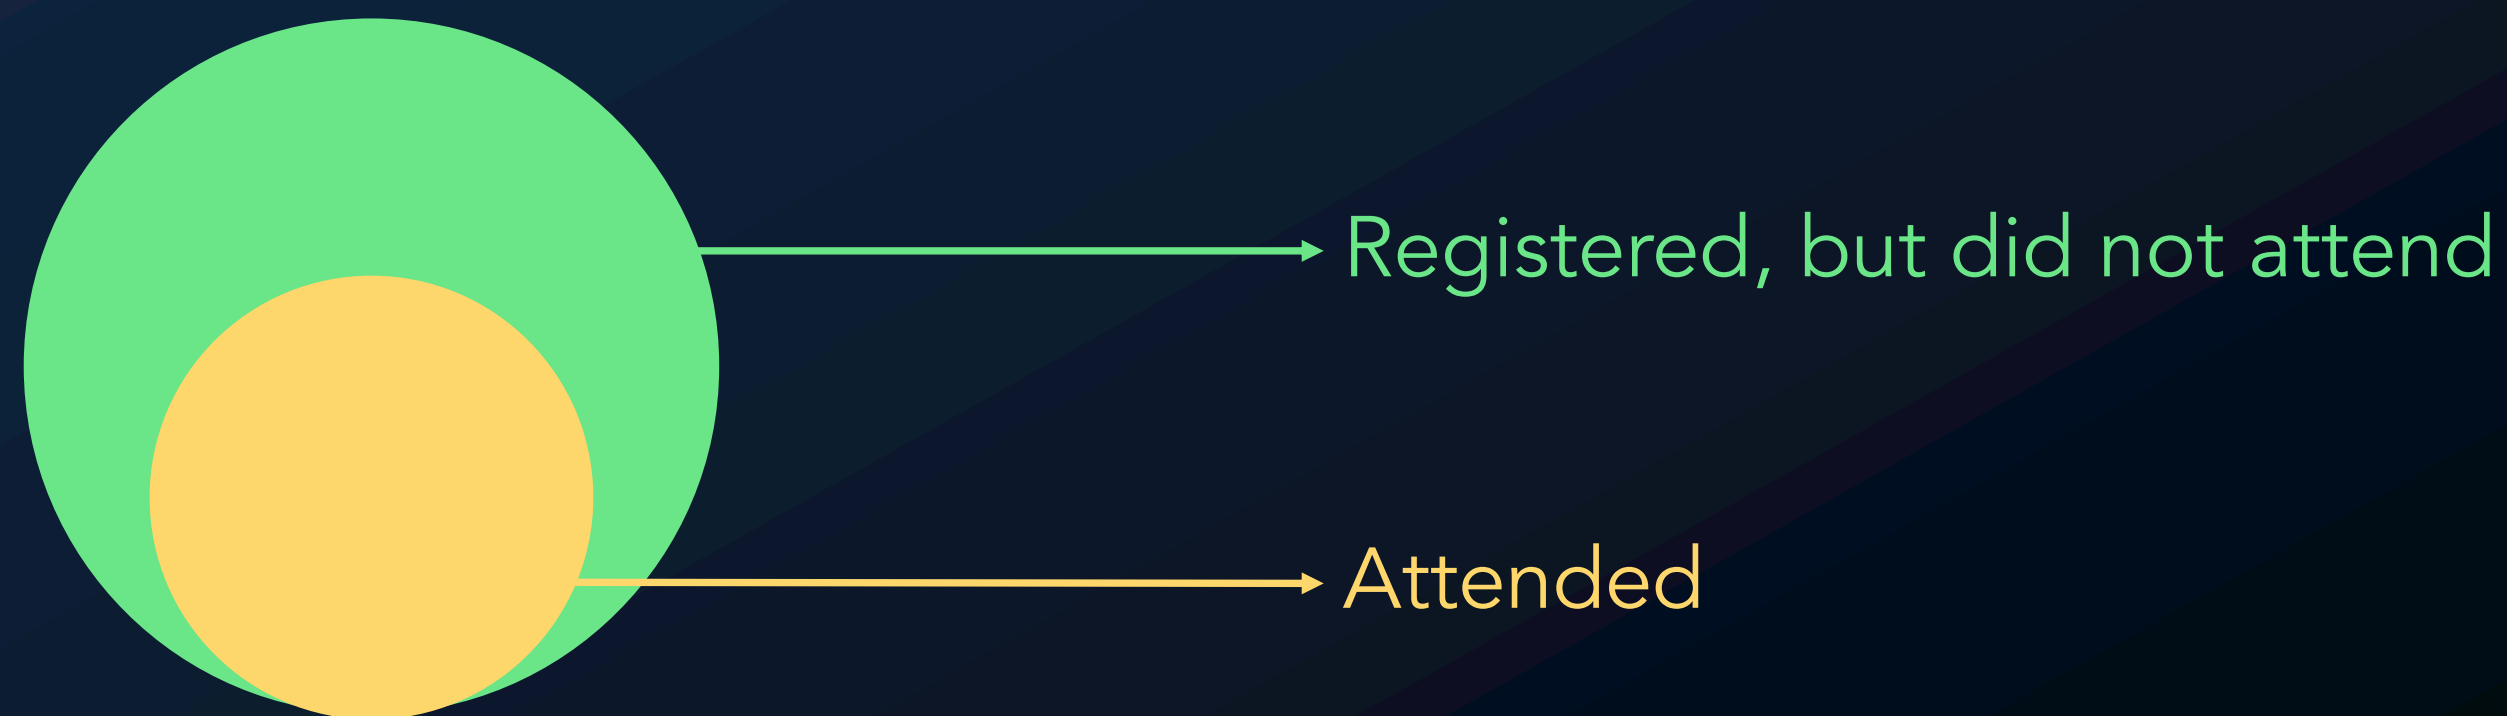 Registered, but did not attend
Attended